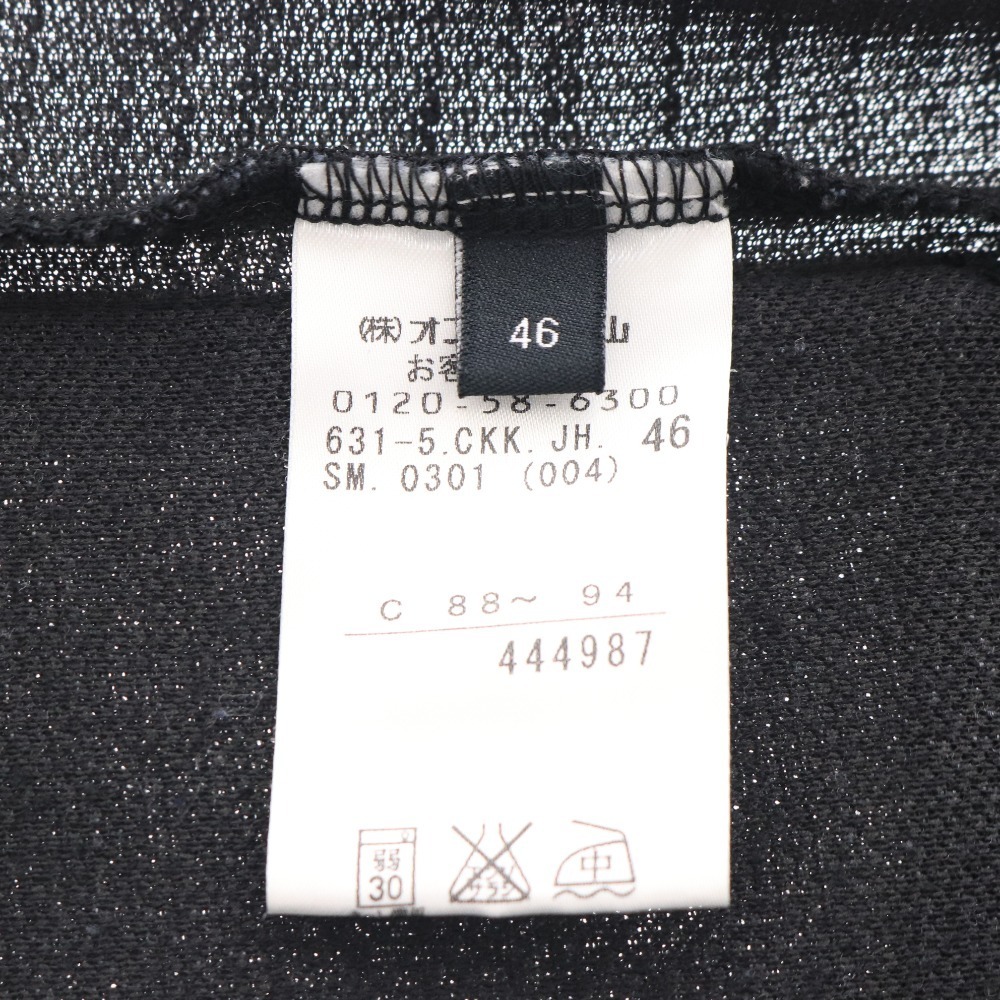 46
(株)オ 山
お客
0120-58-6300
631-5.CKK.JH. 46
SM. 0301 (004)
C 88~ 94
444987
弱
30
中